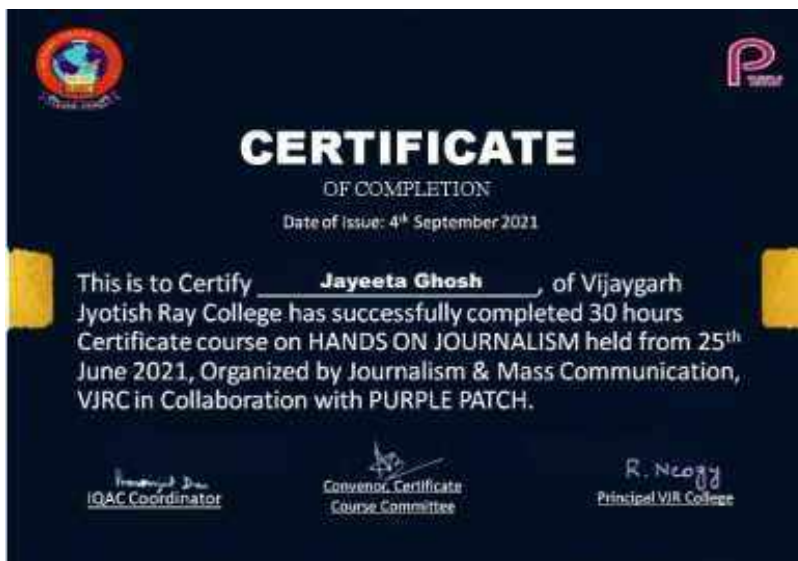 P
PURPLE
CERTIFICATE
OF COMPLETION
Date of Issue: 4th September 2021
This is to Certify Jayeeta Ghosh, of Vijaygarh
Jyotish Ray College has successfully completed 30 hours
Certificate course on HANDS ON JOURNALISM held from 25th
June 2021, Organized by Journalism & Mass Communication,
VJRC in Collaboration with PURPLE PATCH.
R. Neogy
IQAC Coordinator
Convenor, Certificate
Course Committee
Principal VJR College